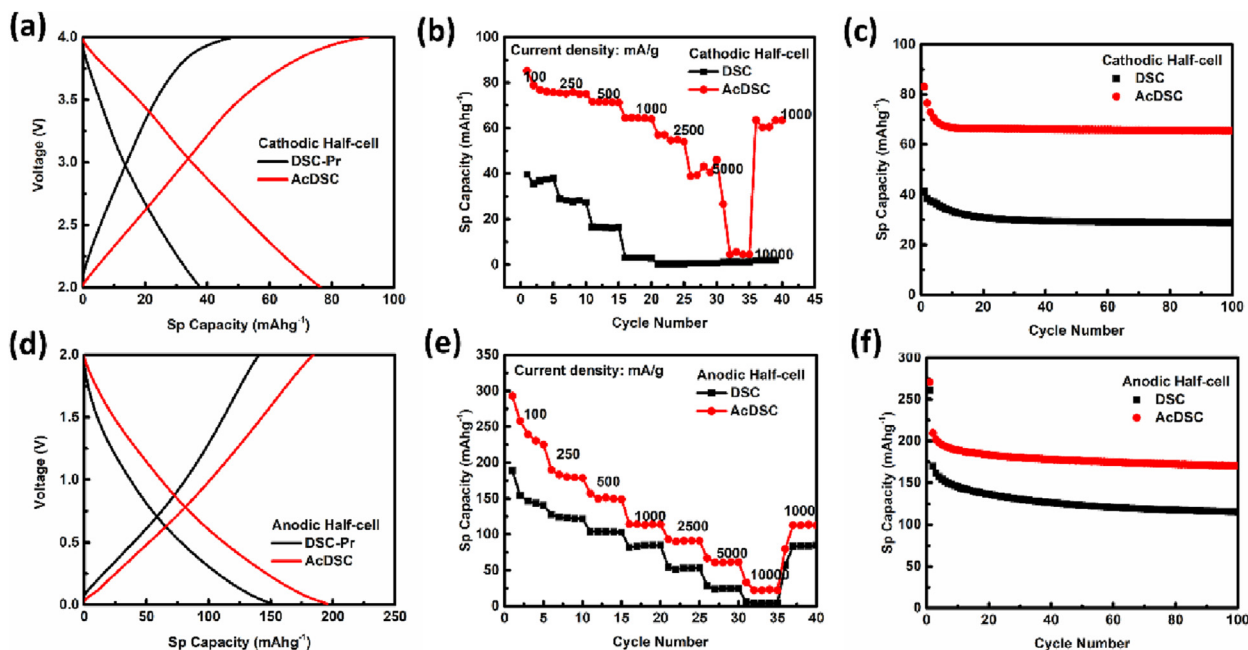 (a)
4.0
3.5
3.0
2.5
2.0
Voltage (V)
Cathodic Half-cell
DSC-Pr
AcDSC
0 20 40 60 80 100
Sp Capacity (mAhg⁻¹)
(b)
100
80
60
40
20
0
Sp Capacity (mAhg⁻¹)
Current density: mA/g
Cathodic Half-cell
DSC
AcDSC
100
250
500
1000
2500
5000
10000
1000
0 5 10 15 20 25 30 35 40 45
Cycle Number
(c)
100
80
60
40
20
0
Sp Capacity (mAhg⁻¹)
Cathodic Half-cell
DSC
AcDSC
0 20 40 60 80 100
Cycle Number
(d)
2.0
1.5
1.0
0.5
0.0
Voltage (V)
Anodic Half-cell
DSC-Pr
AcDSC
0 50 100 150 200 250
Sp Capacity (mAhg⁻¹)
(e)
350
300
250
200
150
100
50
0
Sp Capacity (mAhg⁻¹)
Current density: mA/g
Anodic Half-cell
DSC
AcDSC
100
250
500
1000
2500
5000
10000
1000
0 5 10 15 20 25 30 35 40
Cycle Number
(f)
300
250
200
150
100
50
0
Sp Capacity (mAhg⁻¹)
Anodic Half-cell
DSC
AcDSC
0 20 40 60 80 100
Cycle Number